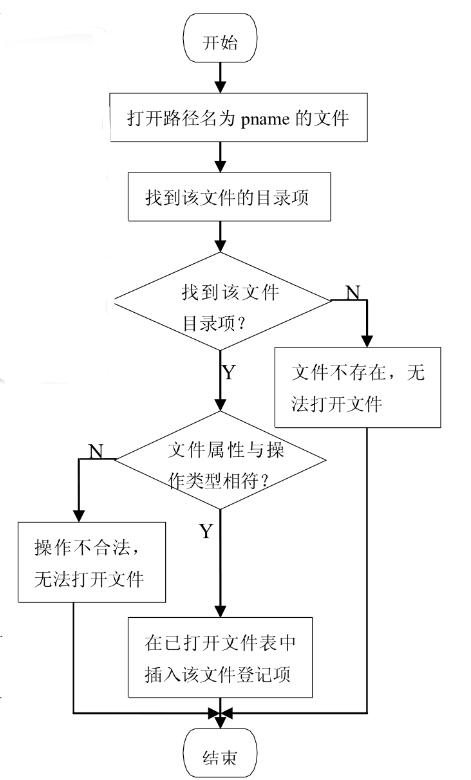 开始
打开路径名为 pname 的文件
找到该文件的目录项
找到该文件
目录项？
N
Y
文件不存在，无
法打开文件
文件属性与操
作类型相符？
N
Y
操作不合法，
无法打开文件
在已打开文件表中
插入该文件登记项
结束